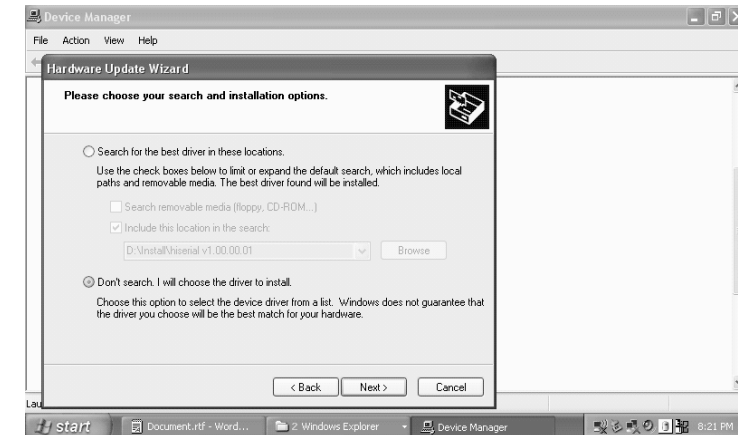 Device Manager
File Action View Help
Hardware Update Wizard
Please choose your search and installation options.
Search for the best driver in these locations.
Use the check boxes below to limit or expand the default search, which includes local
paths and removable media. The best driver found will be installed.
Search removable media (floppy, CD-ROM...)
Include this location in the search:
D:\Install\hiserial v1.00.00.01
Browse
Don't search. I will choose the driver to install.
Choose this option to select the device driver from a list. Windows does not guarantee that
the driver you choose will be the best match for your hardware.
< Back Next > Cancel
Lau
start Document.rtf - Word... 2 Windows Explorer Device Manager 8:21 PM